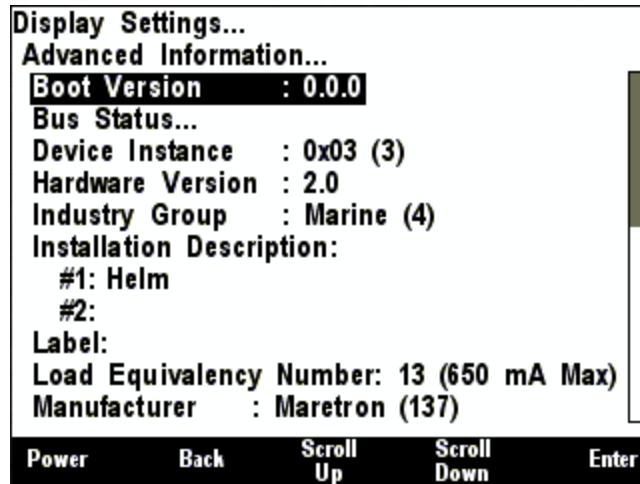 Display Settings...
Advanced Information...
Boot Version : 0.0.0
Bus Status...
Device Instance : 0x03 (3)
Hardware Version : 2.0
Industry Group : Marine (4)
Installation Description:
#1: Helm
#2:
Label:
Load Equivalency Number: 13 (650 mA Max)
Manufacturer : Maretron (137)
Power Back Scroll Up Scroll Down Enter